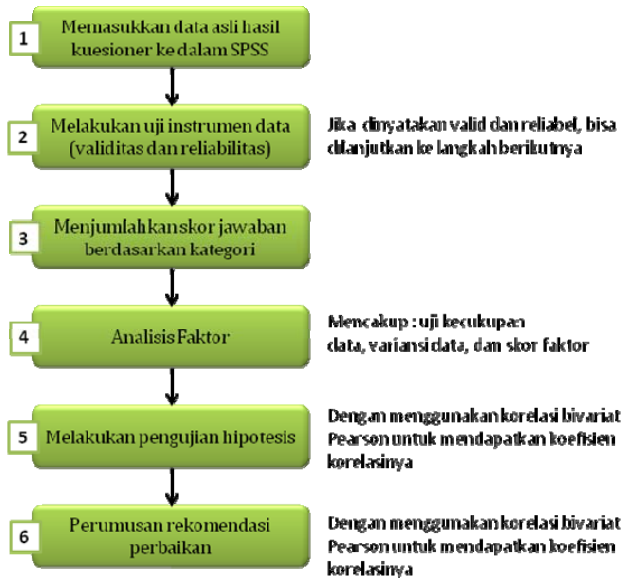 1
Memasukkan data asli hasil
kuesioner ke dalam SPSS
2
Melakukan uji instrumen data
(validitas dan reliabilitas)
Jika dinyatakan valid dan reliabel, bisa
dilanjutkan ke langkah berikutnya
3
Menjumlahkan skor jawaban
berdasarkan kategori
4
Analisis Faktor
Mencakup : uji kecukupan
data, variansi data, dan skor faktor
5
Melakukan pengujian hipotesis
Dengan menggunakan korelasi bivariat
Pearson untuk mendapatkan koefisien
korelasinya
6
Perumusan rekomendasi
perbaikan
Dengan menggunakan korelasi bivariat
Pearson untuk mendapatkan koefisien
korelasinya